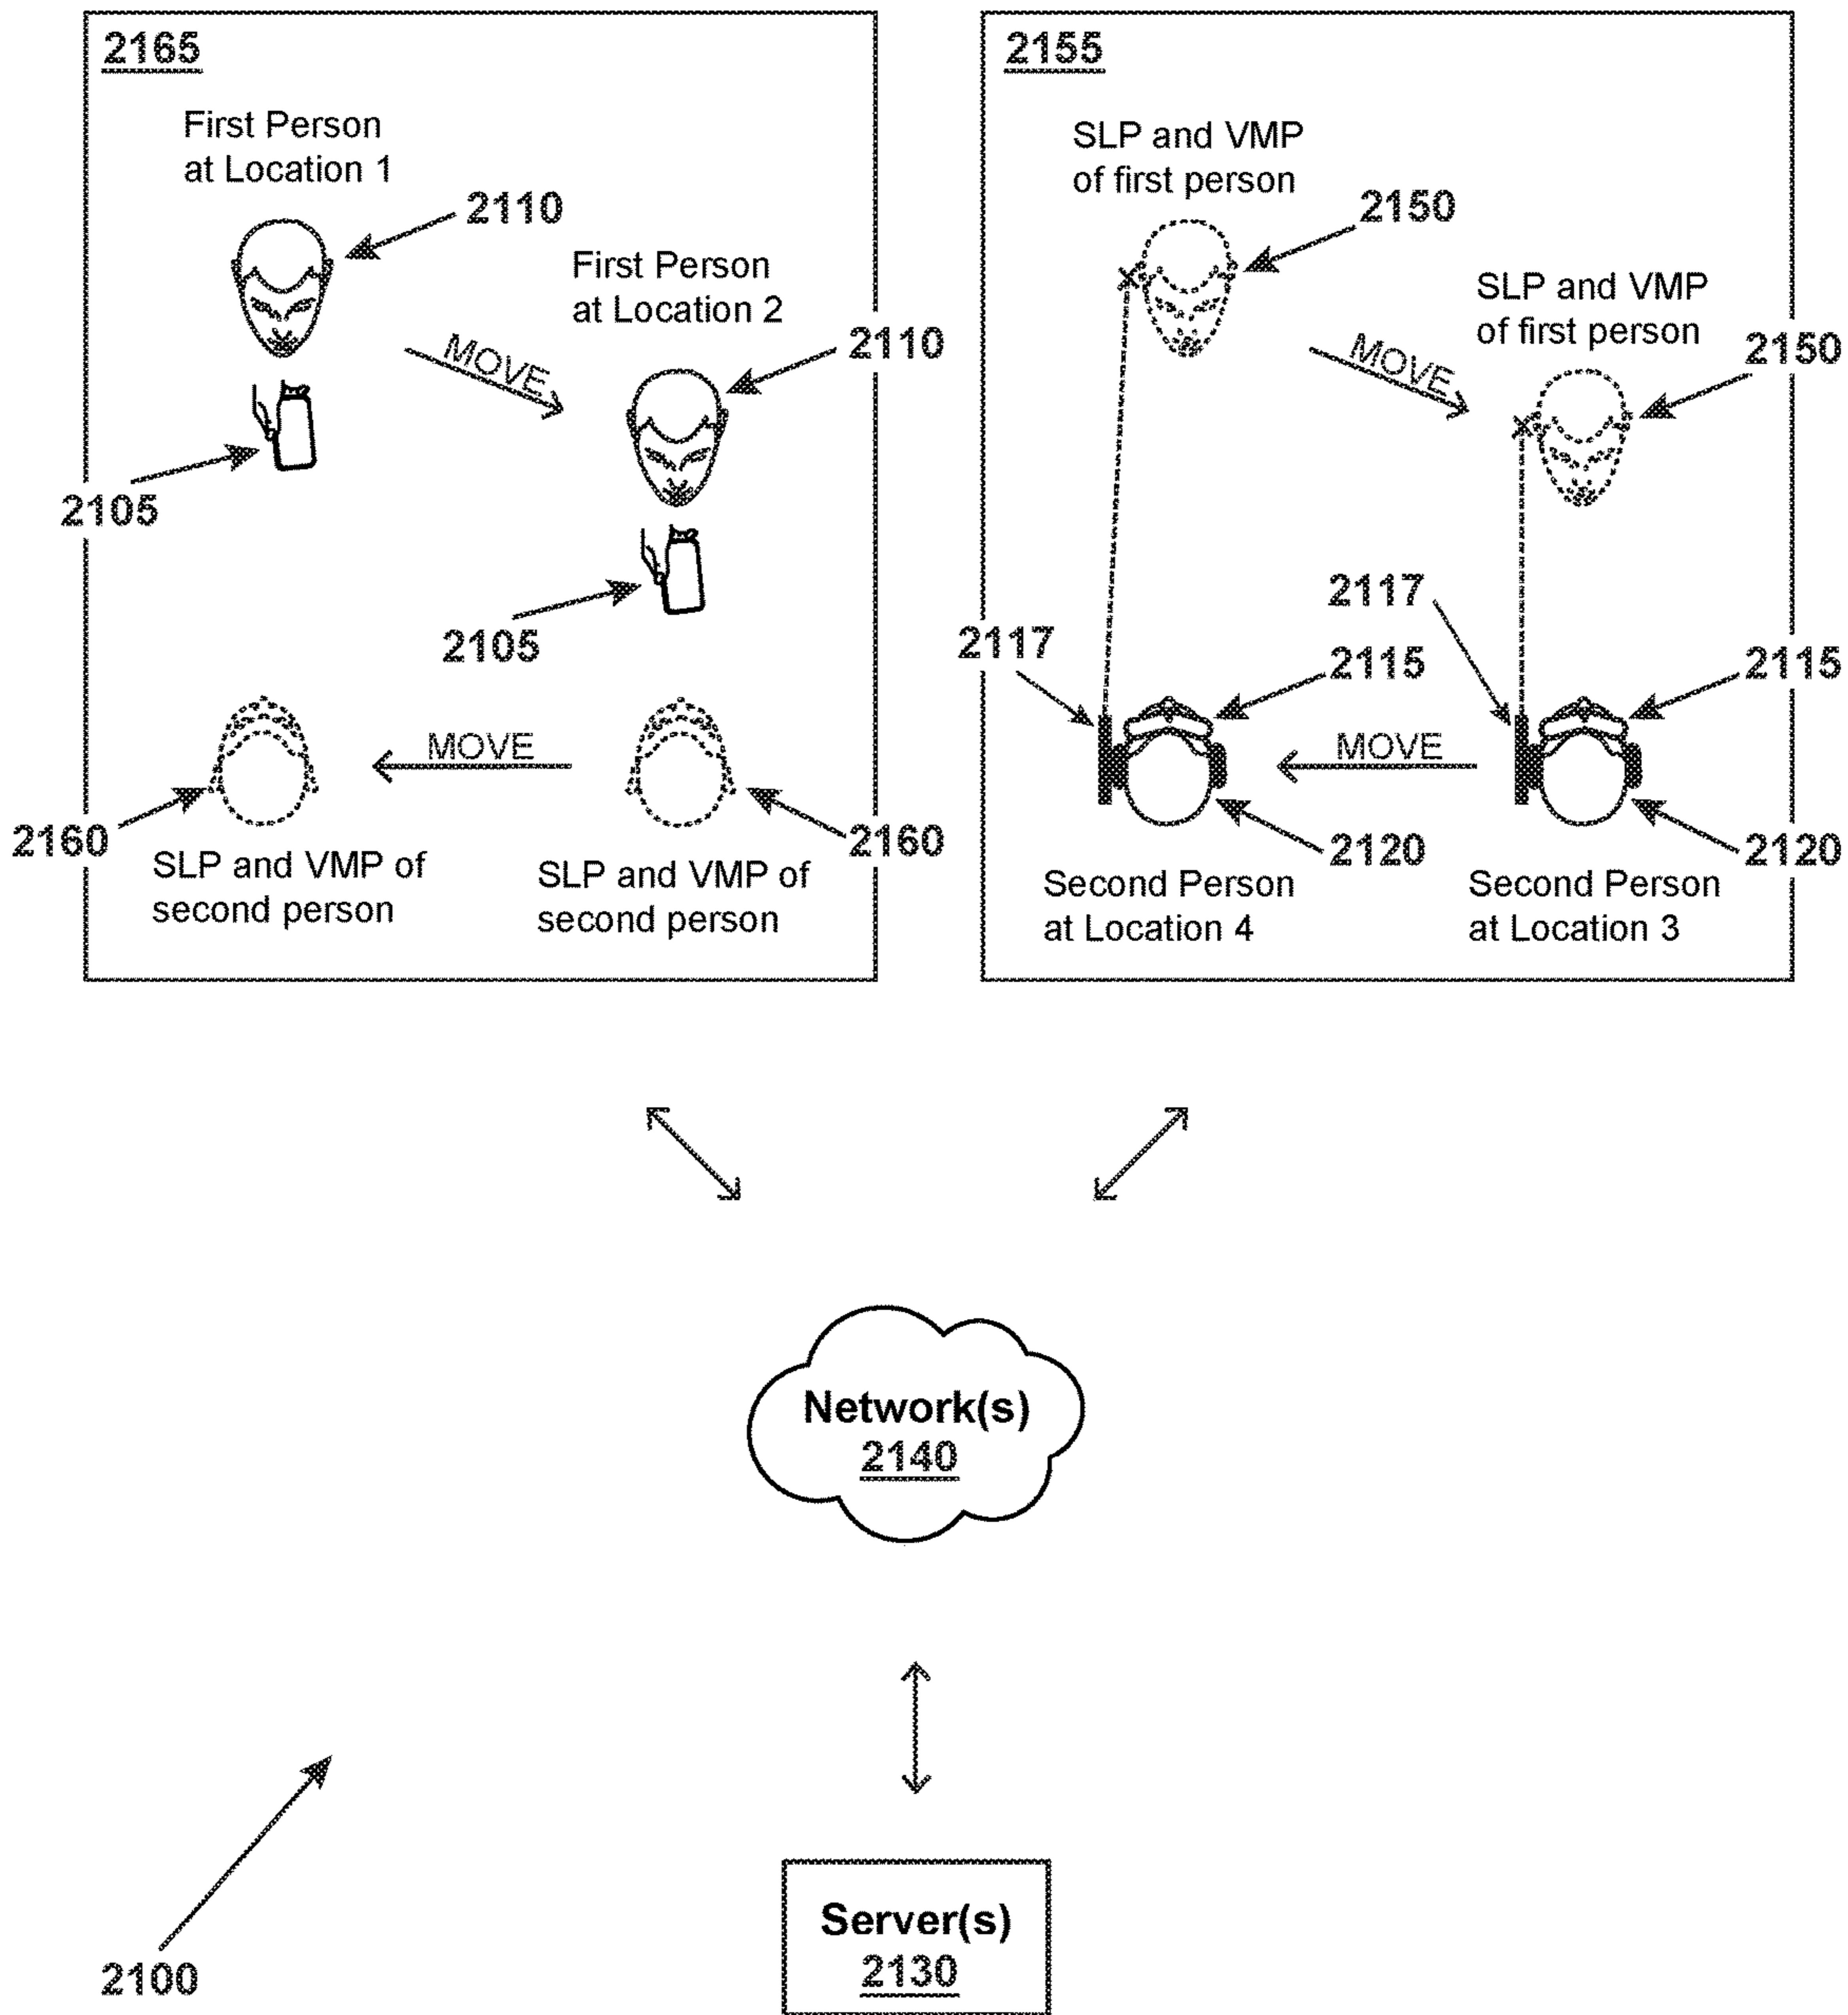 2165
First Person
at Location 1
2110
First Person
at Location 2
2110
MOVE
2105
2105
MOVE
2160
2160
SLP and VMP of
second person
SLP and VMP of
second person
2155
SLP and VMP
of first person
2150
SLP and VMP
of first person
2150
MOVE
2117
2117
2115
2115
MOVE
2120
2120
Second Person
at Location 4
Second Person
at Location 3
Network(s)
2140
2100
Server(s)
2130